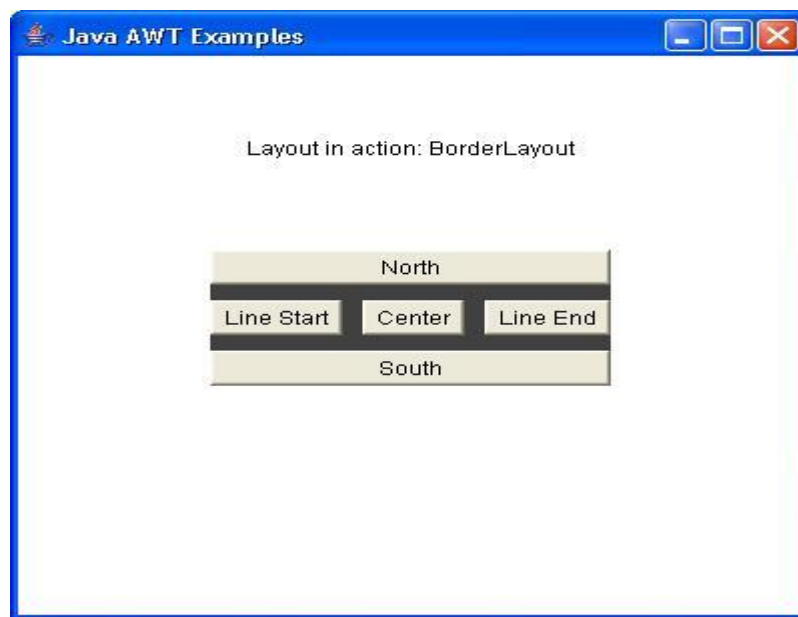 Java AWT Examples
Layout in action: BorderLayout
North
Line Start Center Line End
South